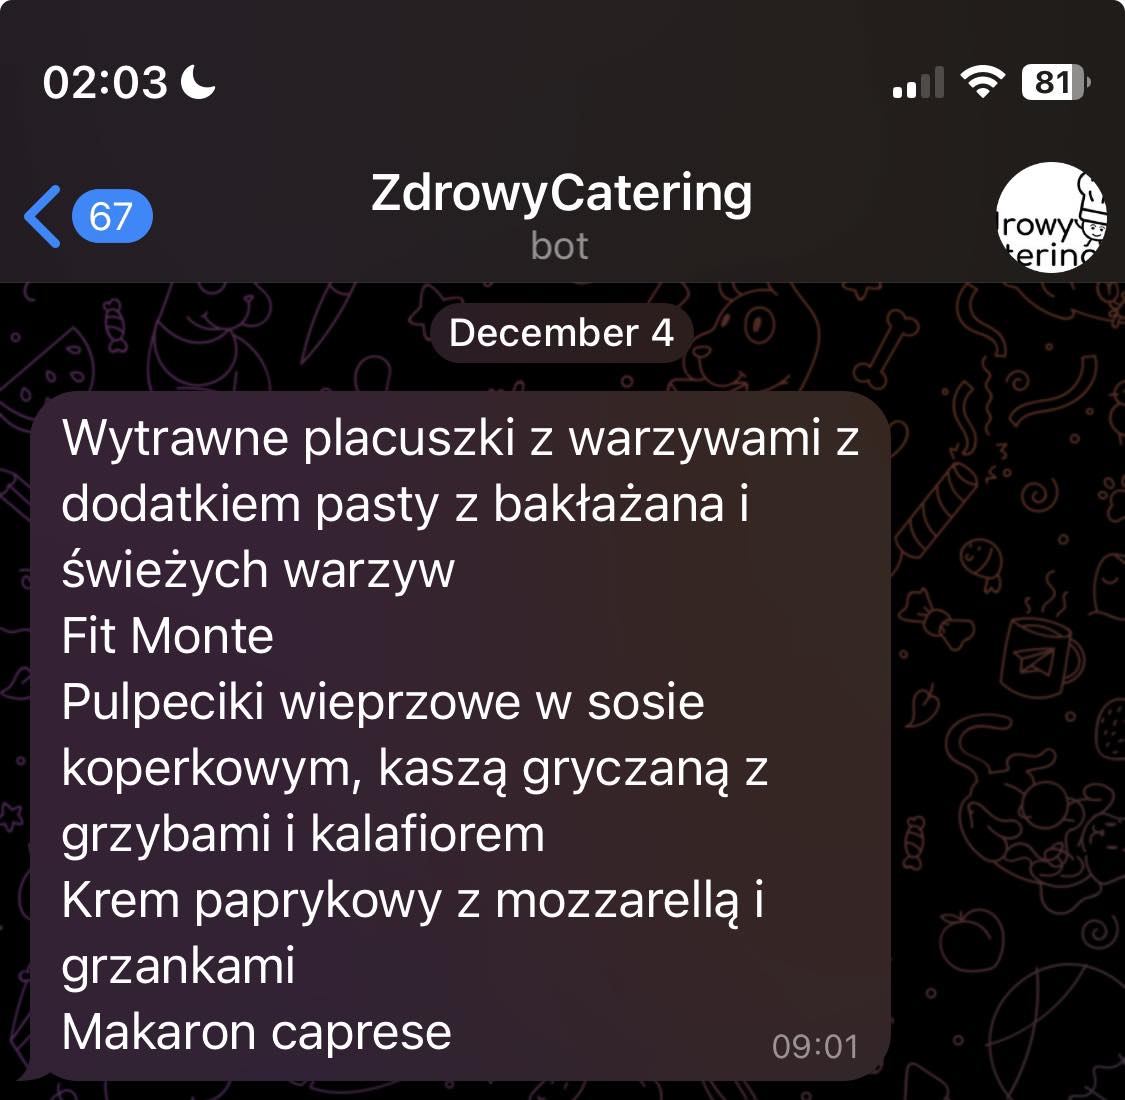 02:03
81
67
ZdrowyCatering
bot
rowy
tering
December 4
Wytrawne placuszki z warzywami z
dodatkiem pasty z bakłażana i
świeżych warzyw
Fit Monte
Pulpeciki wieprzowe w sosie
koperkowym, kaszą gryczaną z
grzybami i kalafiorem
Krem paprykowy z mozzarellą i
grzankami
Makaron caprese
09:01